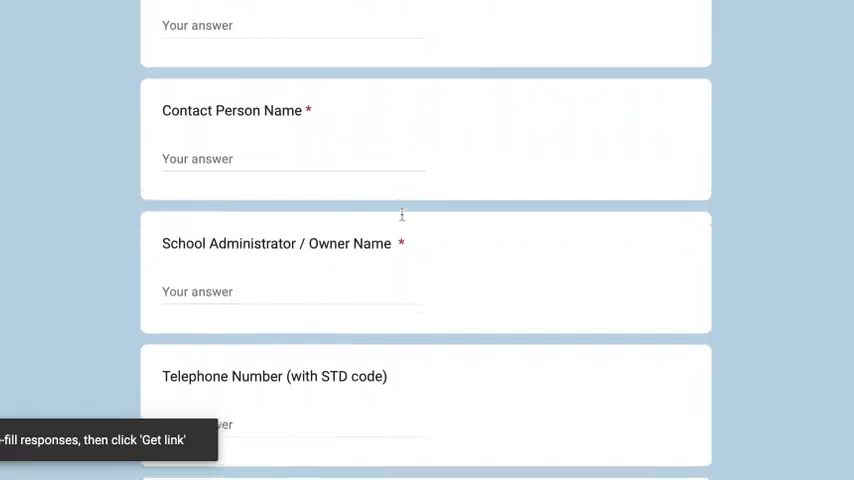 Your answer
Contact Person Name *
Your answer
School Administrator / Owner Name *
Your answer
Telephone Number (with STD code)
wer
-fill responses, then click 'Get link'